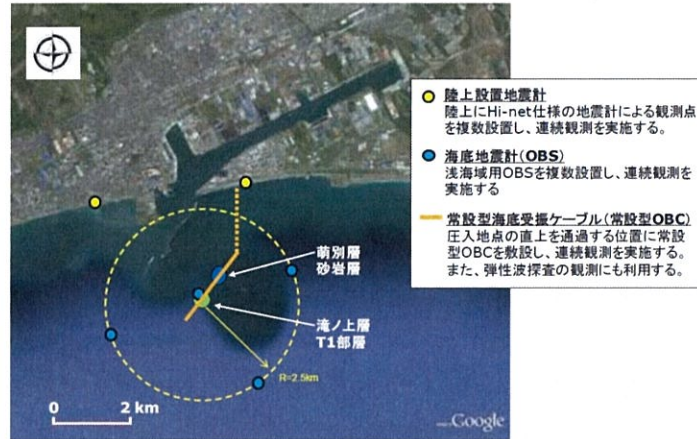 陸上設置地震計
陸上にHi-net仕様の地震計による観測点
を複数設置し、連続観測を実施する。
海底地震計(OBS)
浅海域用OBSを複数設置し、連続観測を
実施する
常設型海底受振ケーブル(常設型OBC)
圧入地点の直上を通過する位置に常設
型OBCを敷設し、連続観測を実施する。
また、弾性波探査の観測にも利用する。
萌別層
砂岩層
滝ノ上層
T1部層
R=2.5km
0 2 km
Google